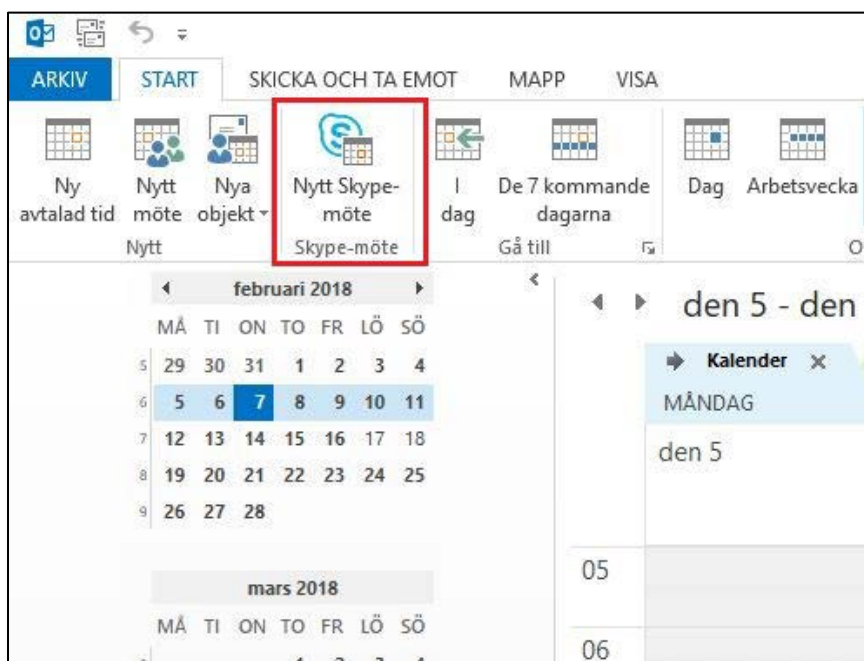 ARKIV START SKICKA OCH TA EMOT MAPP VISA
Ny avtalad tid
Nytt möte
Nya objekt
Nytt Skype-möte
I dag
De 7 kommande dagarna
Dag
Arbetsvecka
Nytt Skype-möte Gå till O
februari 2018
MÅ TI ON TO FR LÖ SÖ
5 29 30 31 1 2 3 4
6 5 6 7 8 9 10 11
7 12 13 14 15 16 17 18
8 19 20 21 22 23 24 25
9 26 27 28
mars 2018
MÅ TI ON TO FR LÖ SÖ
den 5 - den
Kalender
MÅNDAG
den 5
05
06